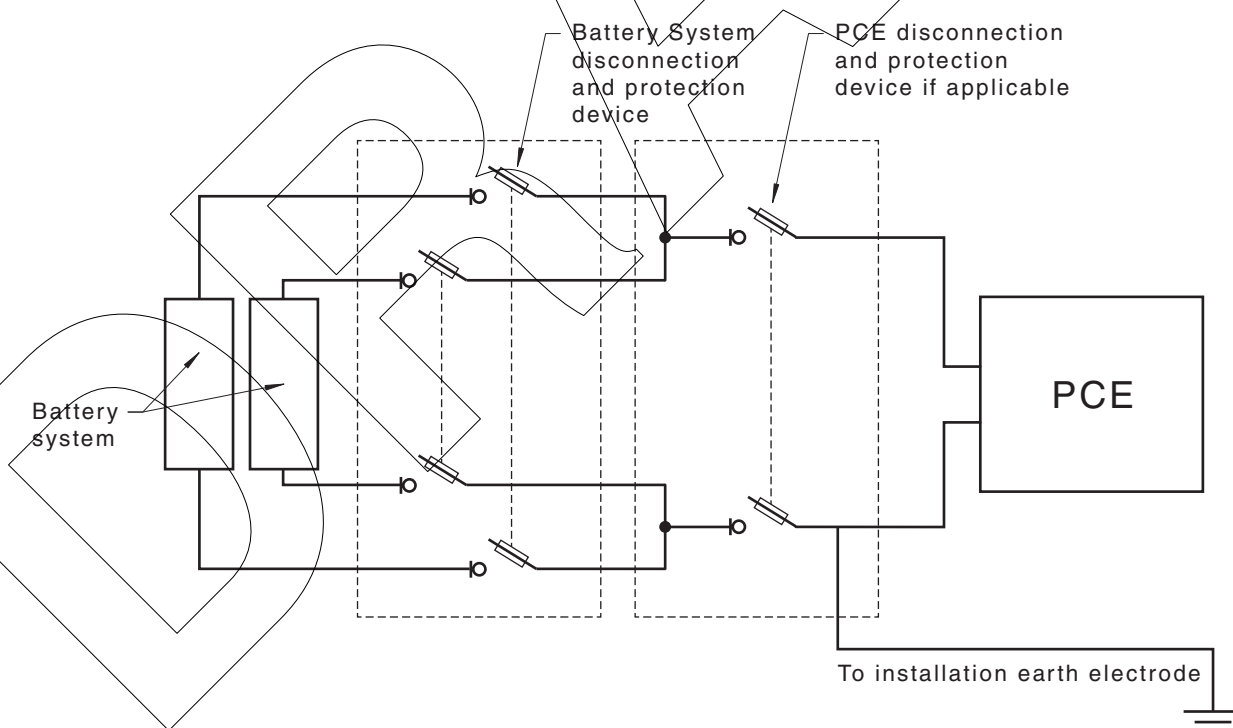 Battery System
disconnection
and protection
device
PCE disconnection
and protection
device if applicable
Battery
system
PCE
To installation earth electrode